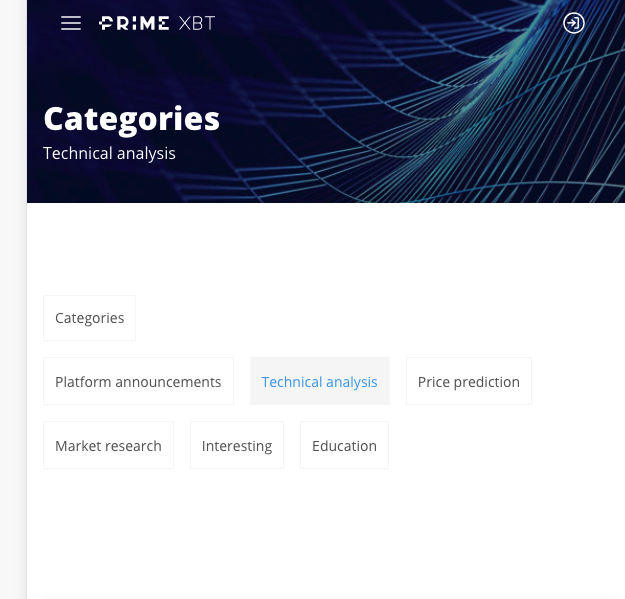 PRIME XBT
Categories
Technical analysis
Categories
Platform announcements
Technical analysis
Price prediction
Market research
Interesting
Education